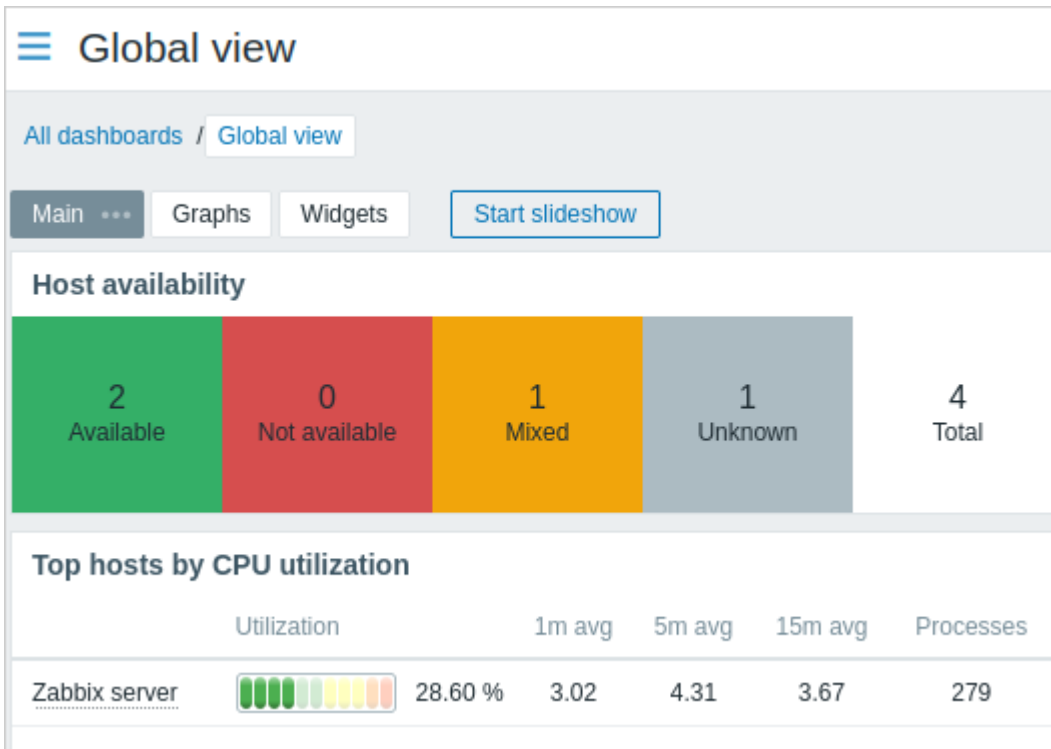 Global view
All dashboards / Global view
Main Graphs Widgets Start slideshow
Host availability
2 0 1 1 4
Available Not available Mixed Unknown Total
Top hosts by CPU utilization
Utilization 1m avg 5m avg 15m avg Processes
Zabbix server 28.60 % 3.02 4.31 3.67 279